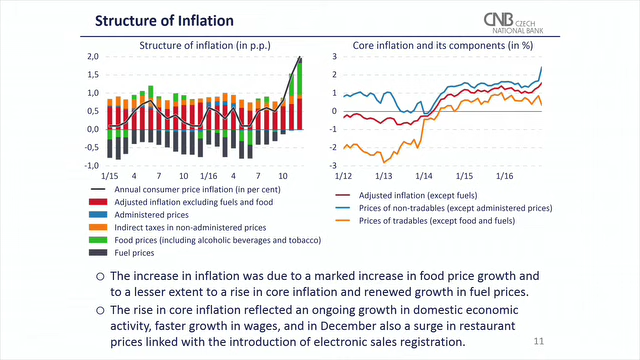 Structure of Inflation
CNB CZECH
NATIONAL BANK
Structure of inflation (in p.p.)
2,0
1,5
1,0
0,5
0,0
-0,5
-1,0
1/15 4 7 10 1/16 4 7 10
Annual consumer price inflation (in per cent)
Adjusted inflation excluding fuels and food
Administered prices
Indirect taxes in non-administered prices
Food prices (including alcoholic beverages and tobacco)
Fuel prices
Core inflation and its components (in %)
3
2
1
0
-1
-2
-3
1/12 1/13 1/14 1/15 1/16
Adjusted inflation (except fuels)
Prices of non-tradables (except administered prices)
Prices of tradables (except food and fuels)
The increase in inflation was due to a marked increase in food price growth and
to a lesser extent to a rise in core inflation and renewed growth in fuel prices.
The rise in core inflation reflected an ongoing growth in domestic economic
activity, faster growth in wages, and in December also a surge in restaurant
prices linked with the introduction of electronic sales registration.
11